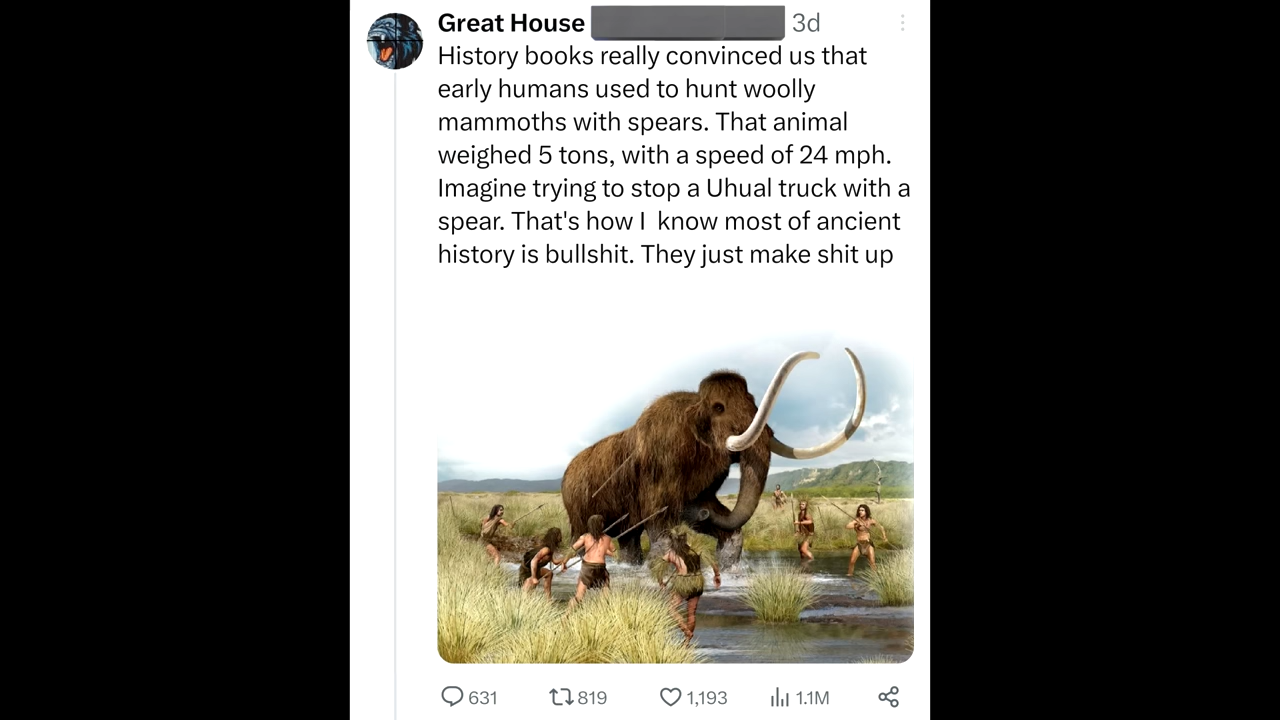 Great House 3d
History books really convinced us that
early humans used to hunt woolly
mammoths with spears. That animal
weighed 5 tons, with a speed of 24 mph.
Imagine trying to stop a Uhual truck with a
spear. That's how I know most of ancient
history is bullshit. They just make shit up
631 819 1,193 1.1M